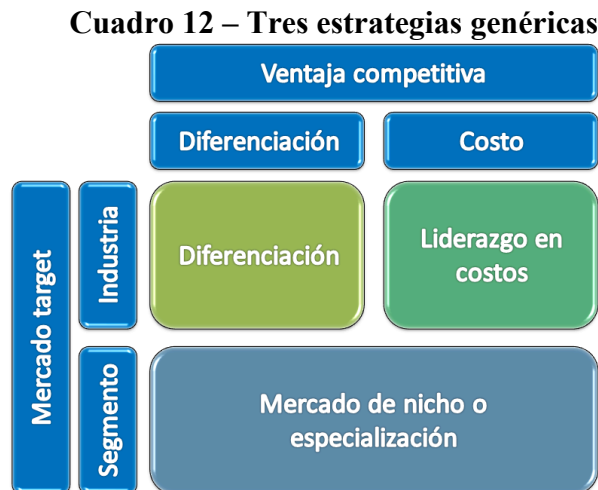 Cuadro 12 – Tres estrategias genéricas
Ventaja competitiva
Diferenciación
Costo
Mercado target
Industria
Diferenciación
Liderazgo en
costos
Segmento
Mercado de nicho o
especialización